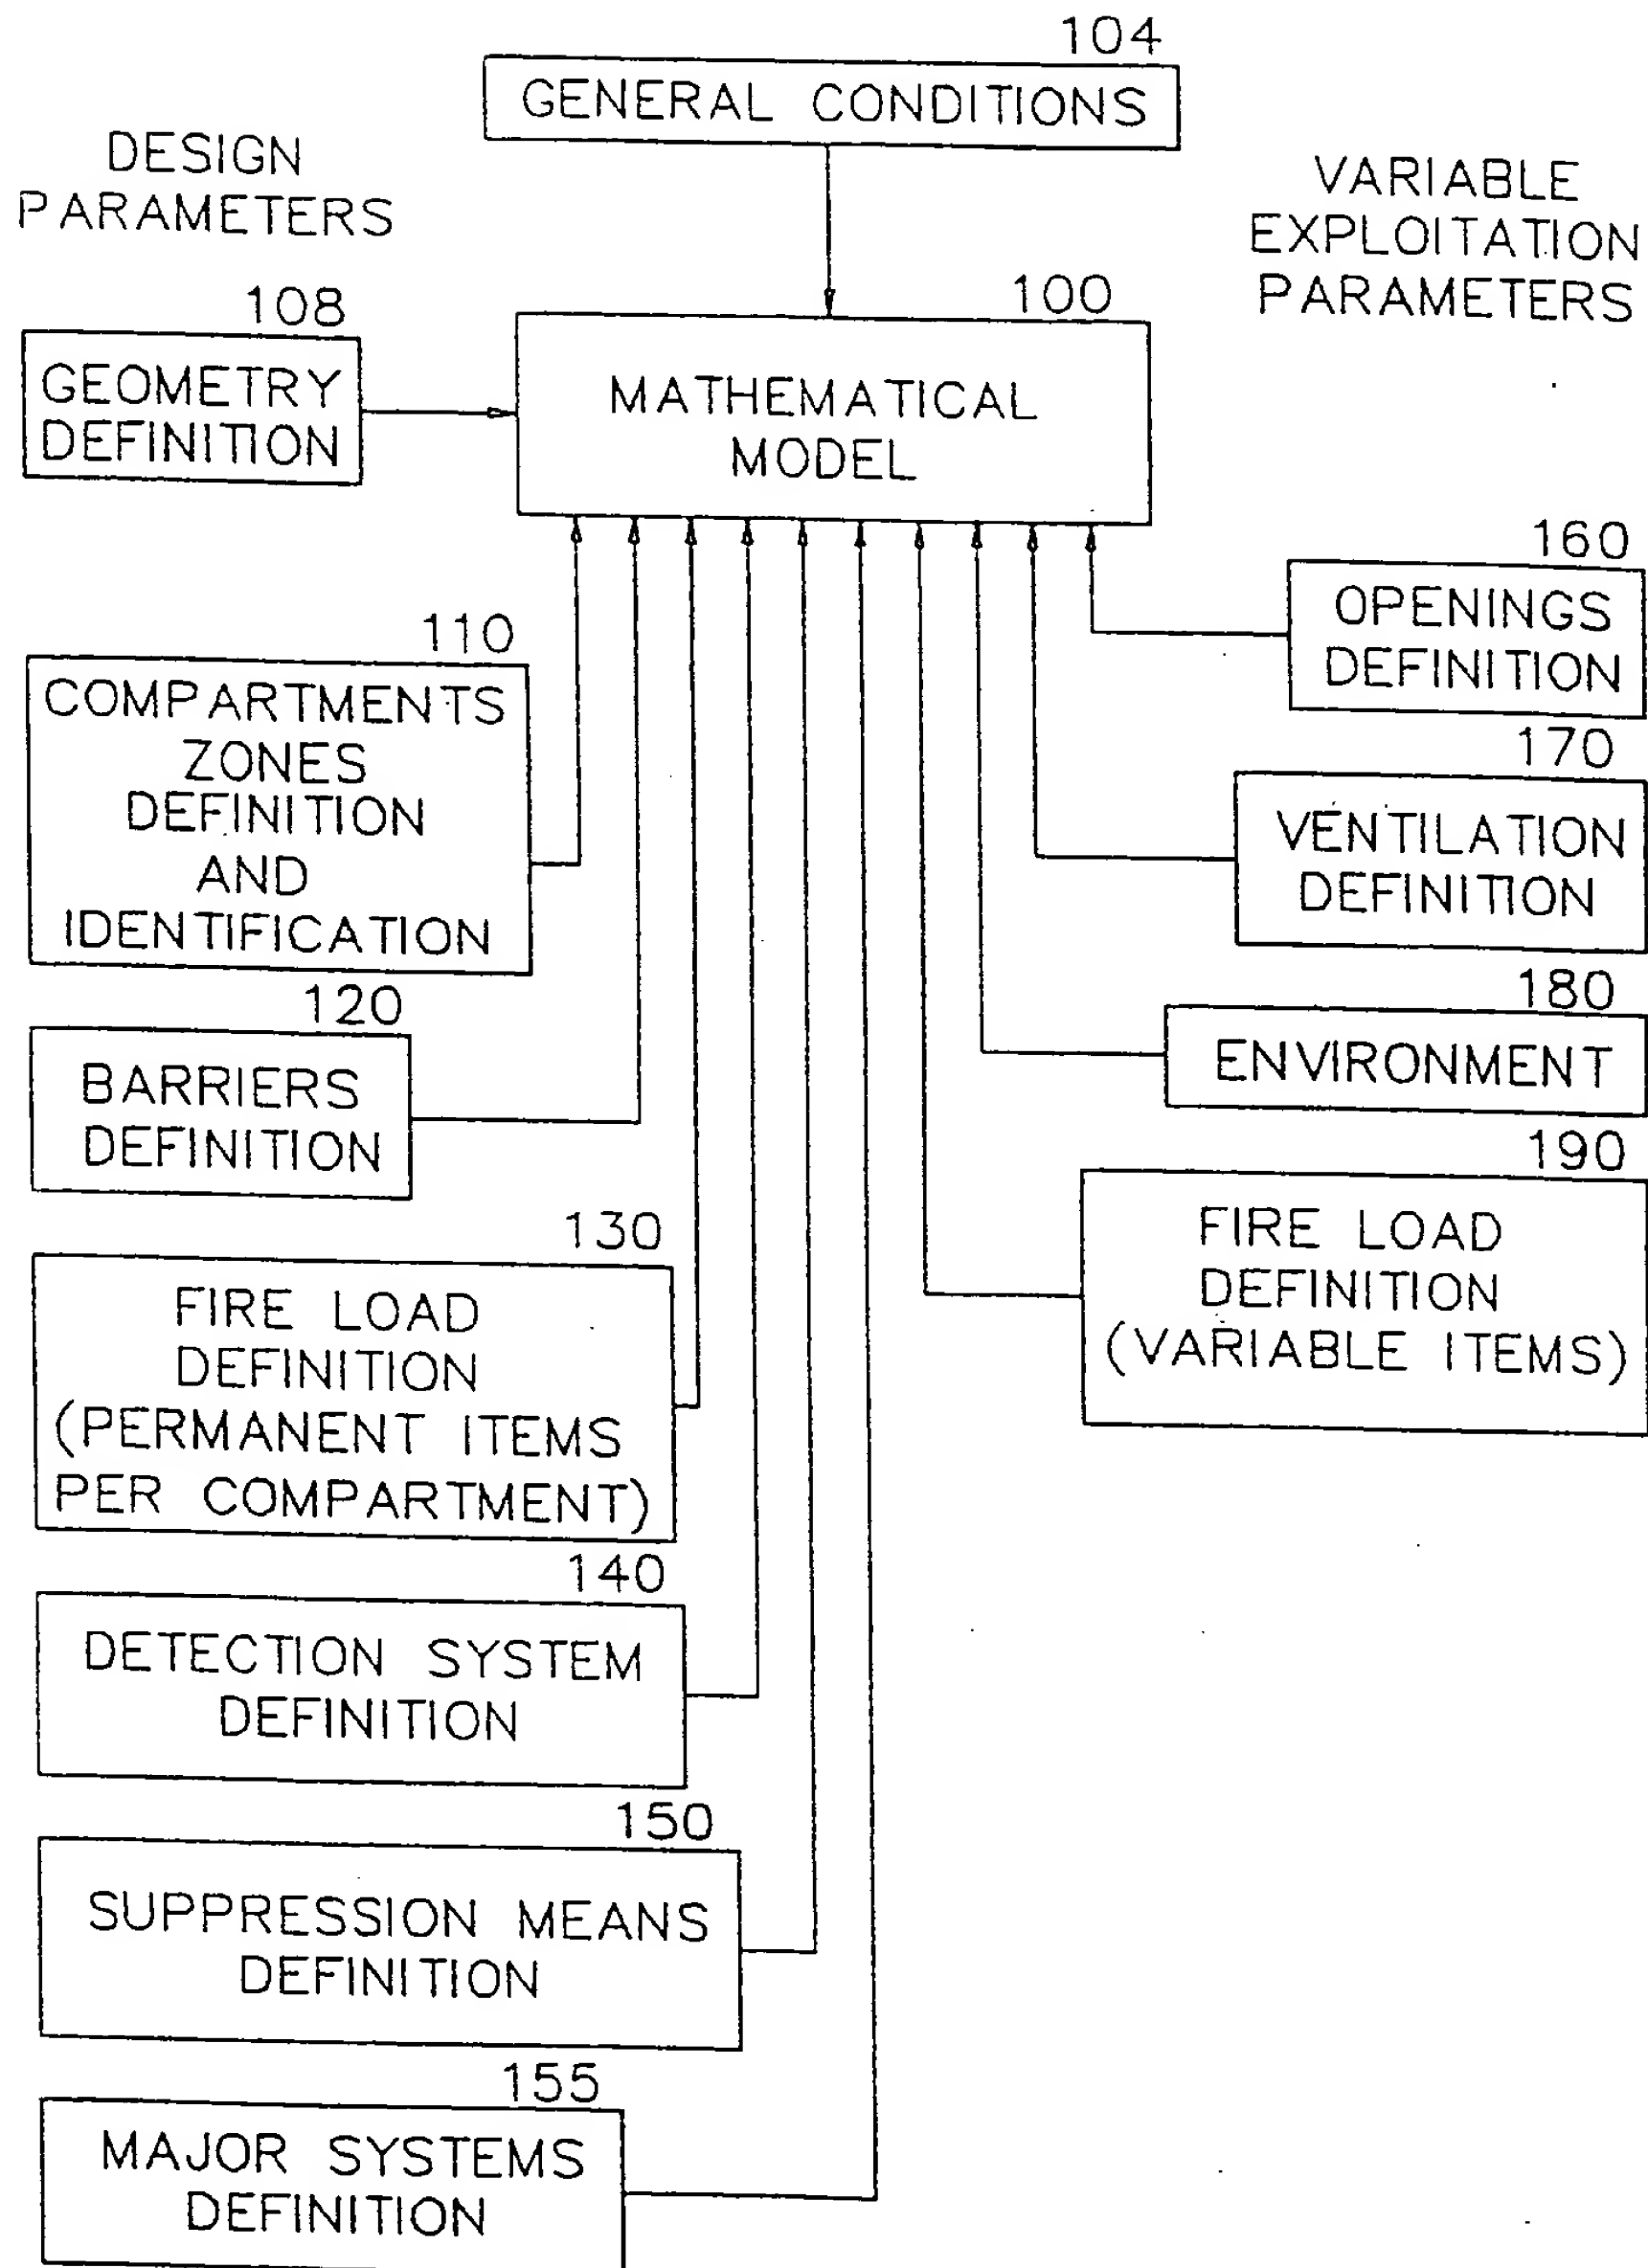 104
GENERAL CONDITIONS
DESIGN
PARAMETERS
VARIABLE
EXPLOITATION
PARAMETERS
108
GEOMETRY
DEFINITION
100
MATHEMATICAL
MODEL
110
COMPARTMENTS
ZONES
DEFINITION
AND
IDENTIFICATION
120
BARRIERS
DEFINITION
130
FIRE LOAD
DEFINITION
(PERMANENT ITEMS
PER COMPARTMENT)
140
DETECTION SYSTEM
DEFINITION
150
SUPPRESSION MEANS
DEFINITION
155
MAJOR SYSTEMS
DEFINITION
160
OPENINGS
DEFINITION
170
VENTILATION
DEFINITION
180
ENVIRONMENT
190
FIRE LOAD
DEFINITION
(VARIABLE ITEMS)